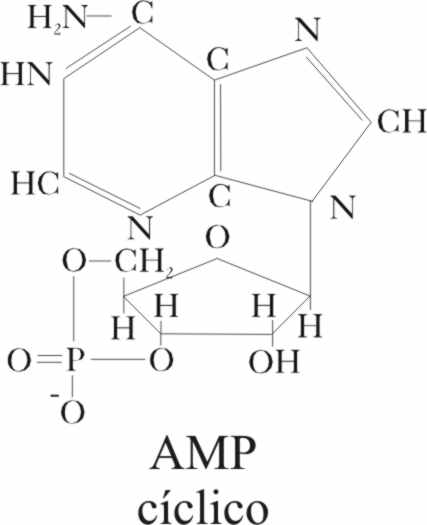 H₂N C
N
C
HN
CH
HC
C
N
N
O
O CH₂
H H H
H
O=P O OH
-
O
AMP
cíclico